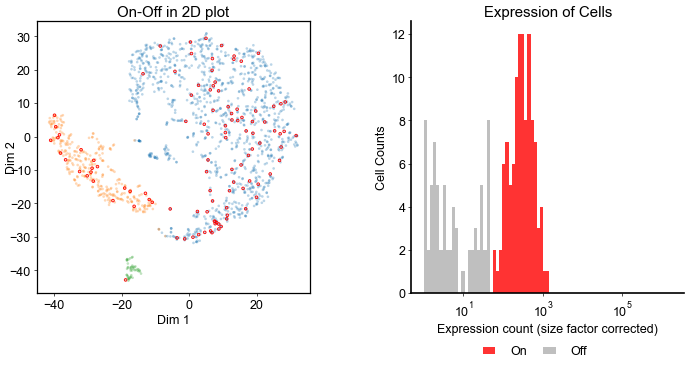 On-Off in 2D plot
Dim 2
30
20
10
0
−10
−20
−30
−40
−40 −20 0 20
Dim 1
Expression of Cells
Cell Counts
12
10
8
6
4
2
0
10^1 10^3 10^5
Expression count (size factor corrected)
On Off